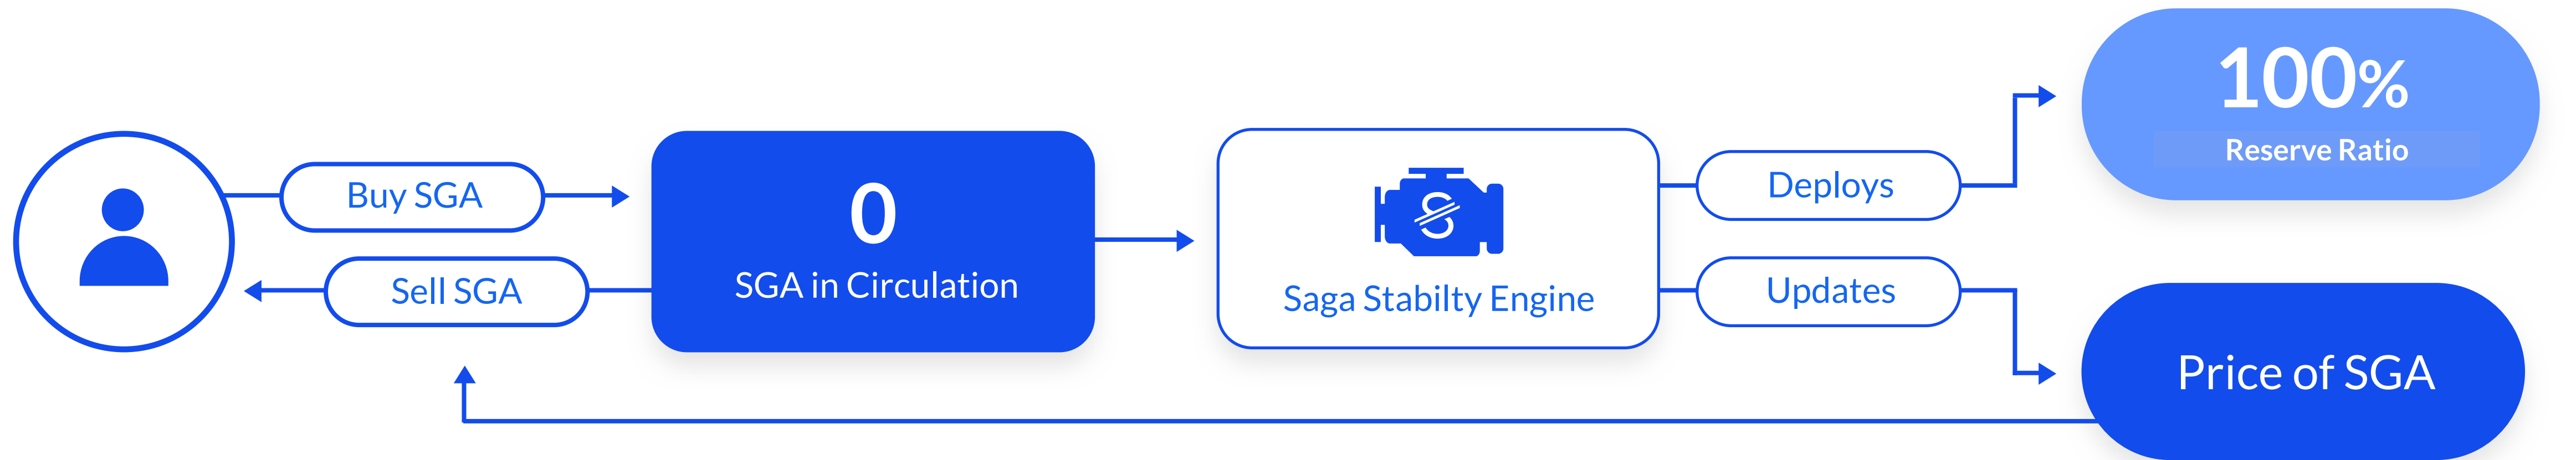 Buy SGA
Sell SGA
0
SGA in Circulation
Saga Stabilty Engine
Deploys
Updates
100%
Reserve Ratio
Price of SGA